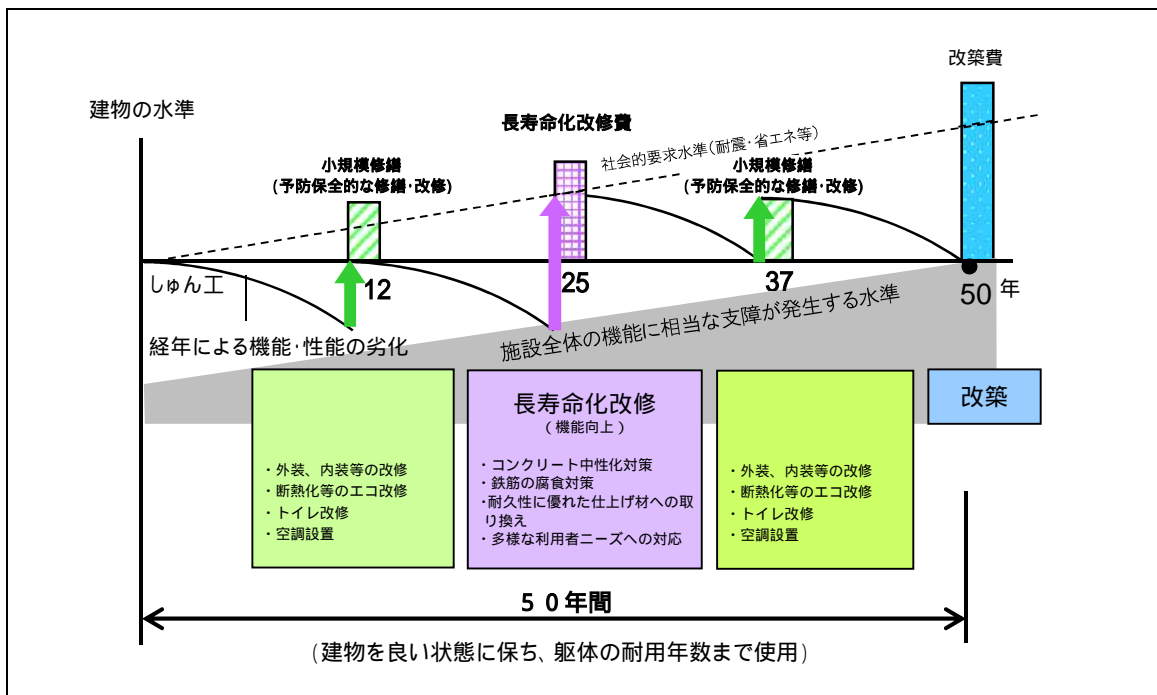 改築費
建物の水準
長寿命化改修費
社会的要求水準(耐震･省エネ等)
小規模修繕
(予防保全的な修繕･改修)
小規模修繕
(予防保全的な修繕･改修)
しゅん工
12
25
37
50 年
経年による機能･性能の劣化
施設全体の機能に相当な支障が発生する水準
・外装、内装等の改修
・断熱化等のエコ改修
・トイレ改修
・空調設置
長寿命化改修
(機能向上)
・コンクリート中性化対策
・鉄筋の腐食対策
・耐久性に優れた仕上げ材への取
り換え
・多様な利用者ニーズへの対応
・外装、内装等の改修
・断熱化等のエコ改修
・トイレ改修
・空調設置
改築
５０年間
(建物を良い状態に保ち、躯体の耐用年数まで使用)